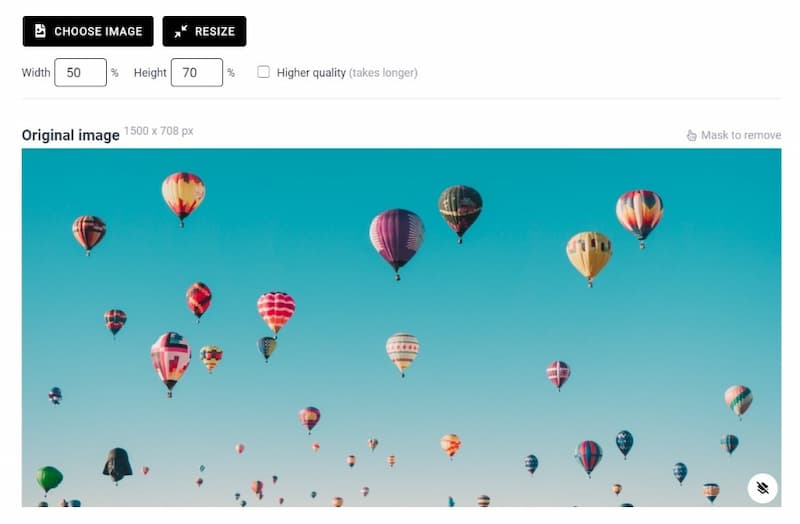 CHOOSE IMAGE RESIZE
Width 50 % Height 70 % Higher quality (takes longer)
Original image 1500 x 708 px Mask to remove